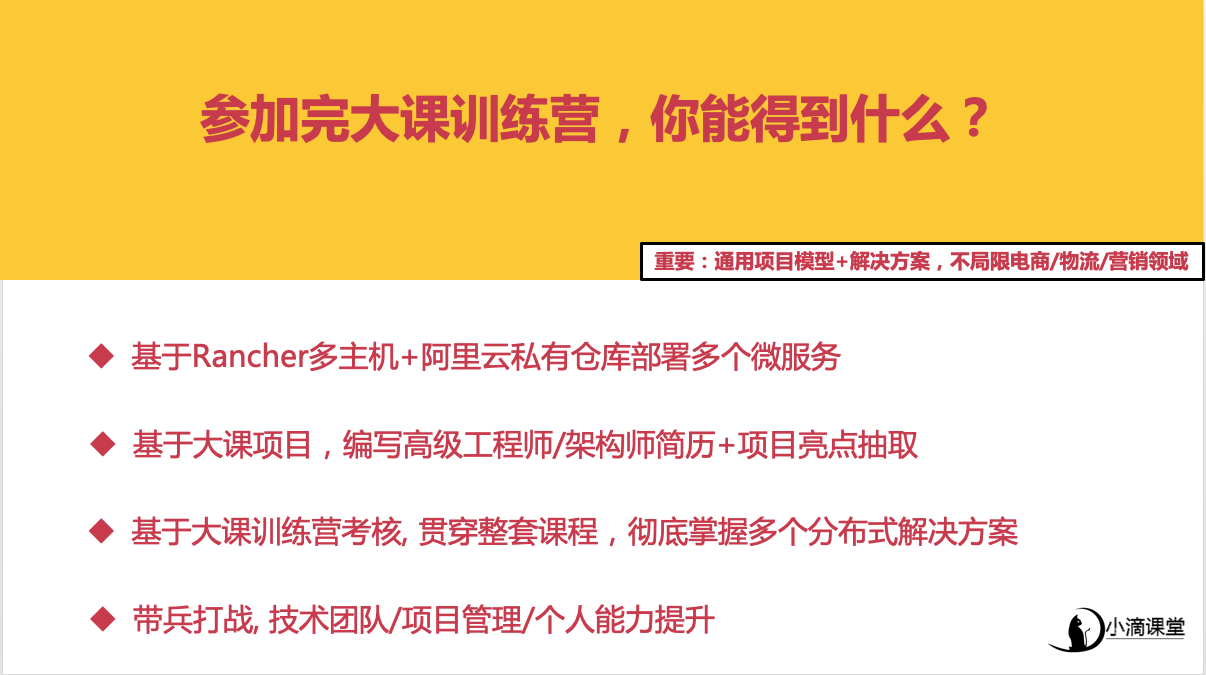 参加完大课训练营，你能得到什么？
重要：通用项目模型+解决方案，不局限电商/物流/营销领域
◆ 基于Rancher多主机+阿里云私有仓库部署多个微服务
◆ 基于大课项目，编写高级工程师/架构师简历+项目亮点抽取
◆ 基于大课训练营考核, 贯穿整套课程，彻底掌握多个分布式解决方案
◆ 带兵打战, 技术团队/项目管理/个人能力提升
小滴课堂